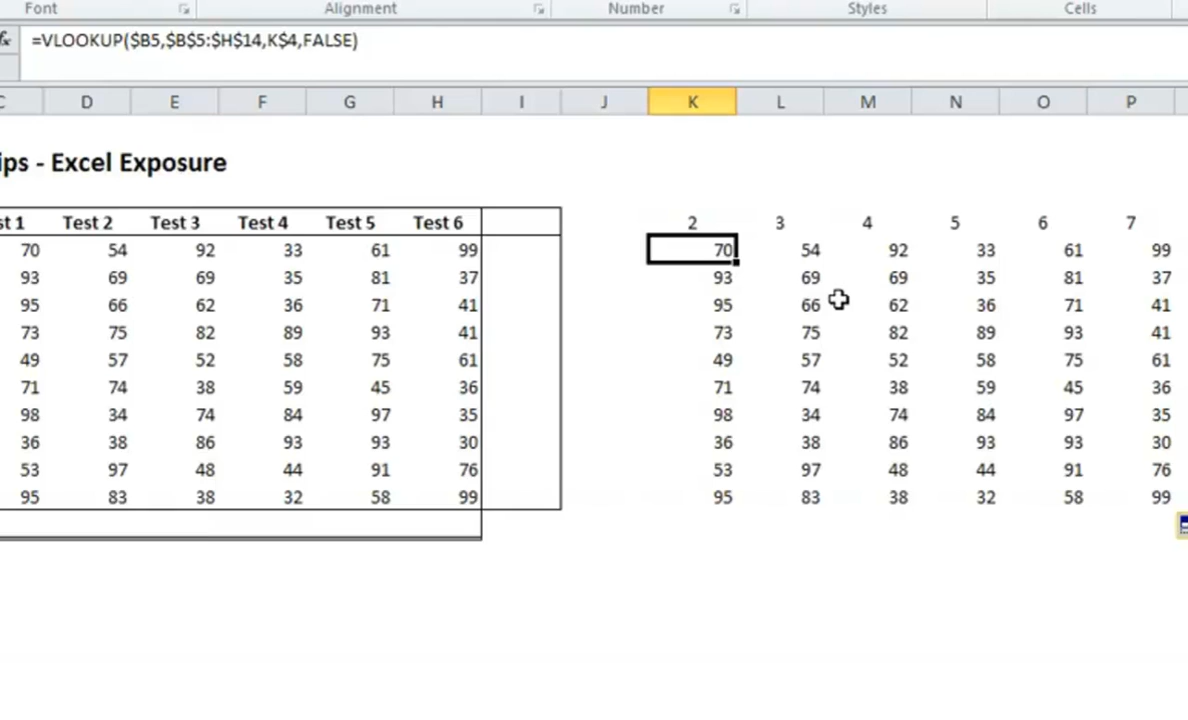 Font Alignment Number Styles Cells
fx =VLOOKUP($B5,$B$5:$H$14,K$4,FALSE)
C D E F G H I J K L M N O P
ips - Excel Exposure
st 1 Test 2 Test 3 Test 4 Test 5 Test 6 2 3 4 5 6 7
70 54 92 33 61 99 70 54 92 33 61 99
93 69 69 35 81 37 93 69 69 35 81 37
95 66 62 36 71 41 95 66 62 36 71 41
73 75 82 89 93 41 73 75 82 89 93 41
49 57 52 58 75 61 49 57 52 58 75 61
71 74 38 59 45 36 71 74 38 59 45 36
98 34 74 84 97 35 98 34 74 84 97 35
36 38 86 93 93 30 36 38 86 93 93 30
53 97 48 44 91 76 53 97 48 44 91 76
95 83 38 32 58 99 95 83 38 32 58 99